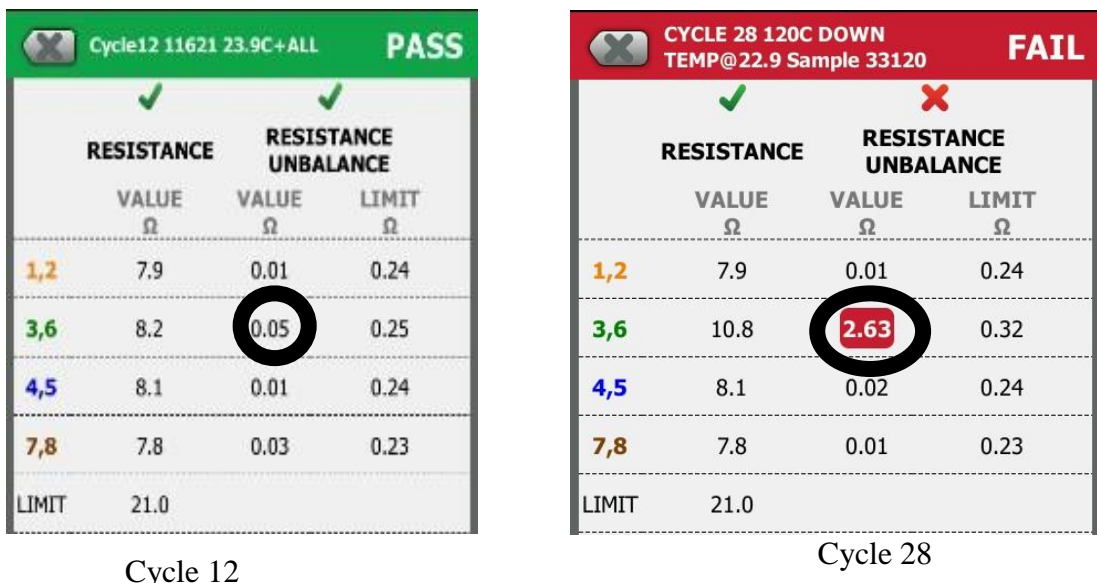 Cycle12 11621 23.9C+ALL PASS
RESISTANCE RESISTANCE UNBALANCE
VALUE VALUE LIMIT
Ω Ω Ω
1,2 7.9 0.01 0.24
3,6 8.2 0.05 0.25
4,5 8.1 0.01 0.24
7,8 7.8 0.03 0.23
LIMIT 21.0
Cycle 12
CYCLE 28 120C DOWN
TEMP@22.9 Sample 33120 FAIL
RESISTANCE RESISTANCE UNBALANCE
VALUE VALUE LIMIT
Ω Ω Ω
1,2 7.9 0.01 0.24
3,6 10.8 2.63 0.32
4,5 8.1 0.02 0.24
7,8 7.8 0.01 0.23
LIMIT 21.0
Cycle 28